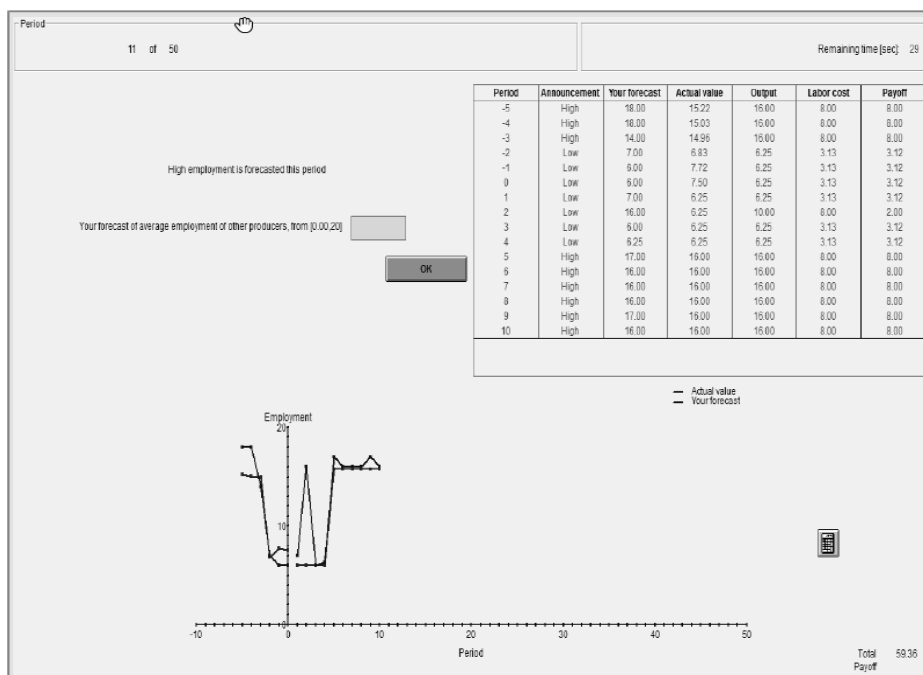 Period
11 of 50
Remaining time [sec]: 29
Period Announcement Your forecast Actual value Output Labor cost Payoff
-5 High 18.00 15.22 16.00 8.00 8.00
-4 High 18.00 15.03 16.00 8.00 8.00
-3 High 14.00 14.96 16.00 8.00 8.00
-2 Low 7.00 6.83 6.25 3.13 3.12
-1 Low 6.00 7.72 6.25 3.13 3.12
0 Low 6.00 7.50 6.25 3.13 3.12
1 Low 7.00 6.25 6.25 3.13 3.12
2 Low 16.00 6.25 10.00 8.00 2.00
3 Low 6.00 6.25 6.25 3.13 3.12
4 Low 6.25 6.25 6.25 3.13 3.12
5 High 17.00 16.00 16.00 8.00 8.00
6 High 16.00 16.00 16.00 8.00 8.00
7 High 16.00 16.00 16.00 8.00 8.00
8 High 16.00 16.00 16.00 8.00 8.00
9 High 17.00 16.00 16.00 8.00 8.00
10 High 16.00 16.00 16.00 8.00 8.00
High employment is forecasted this period
Your forecast of average employment of other producers, from [0.00,20]
OK
Actual value
Your forecast
Employment
20
10
0
-10 0 10 20 30 40 50
Period
Total 59.36
Payoff